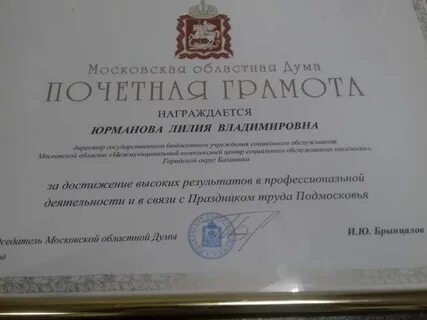 Московская областная Дума
ПОЧЕТНАЯ ГРАМОТА
НАГРАЖДАЕТСЯ
ЮРМАНОВА ЛИЛИЯ ВЛАДИМИРОВНА
директор государственного бюджетного учреждения социального обслуживания
Московской области «Межмуниципальный комплексный центр социального обслуживания населения»,
Городской округ Балашиха
за достижение высоких результатов в профессиональной
деятельности и в связи с Праздником труда Подмосковья
седатель Московской областной Думы
И.Ю. Брынцалов
од